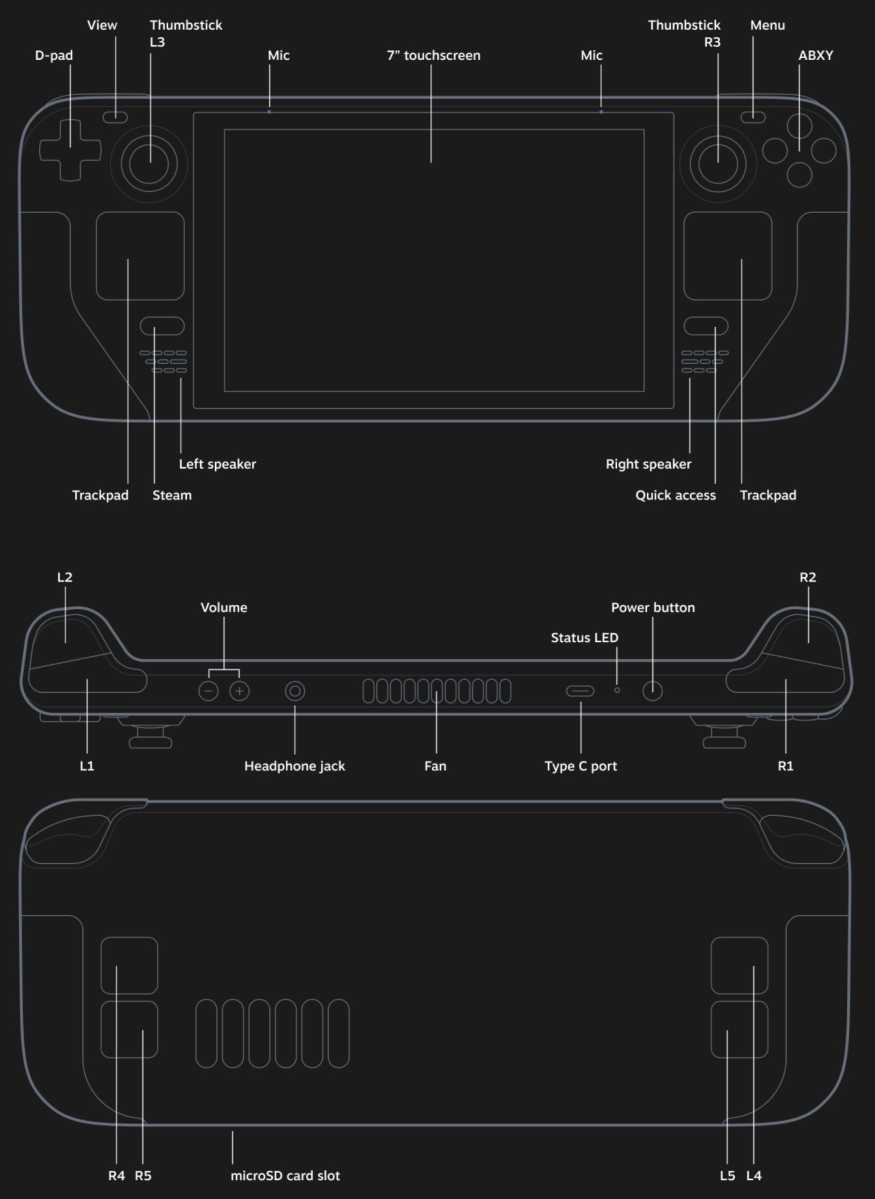 View
Thumbstick
L3
Thumbstick
R3
Menu
D-pad
Mic
7” touchscreen
Mic
ABXY
Left speaker
Right speaker
Trackpad
Steam
Quick access
Trackpad
L2
R2
Volume
Power button
Status LED
L1
Headphone jack
Fan
Type C port
R1
R4
R5
microSD card slot
L5
L4